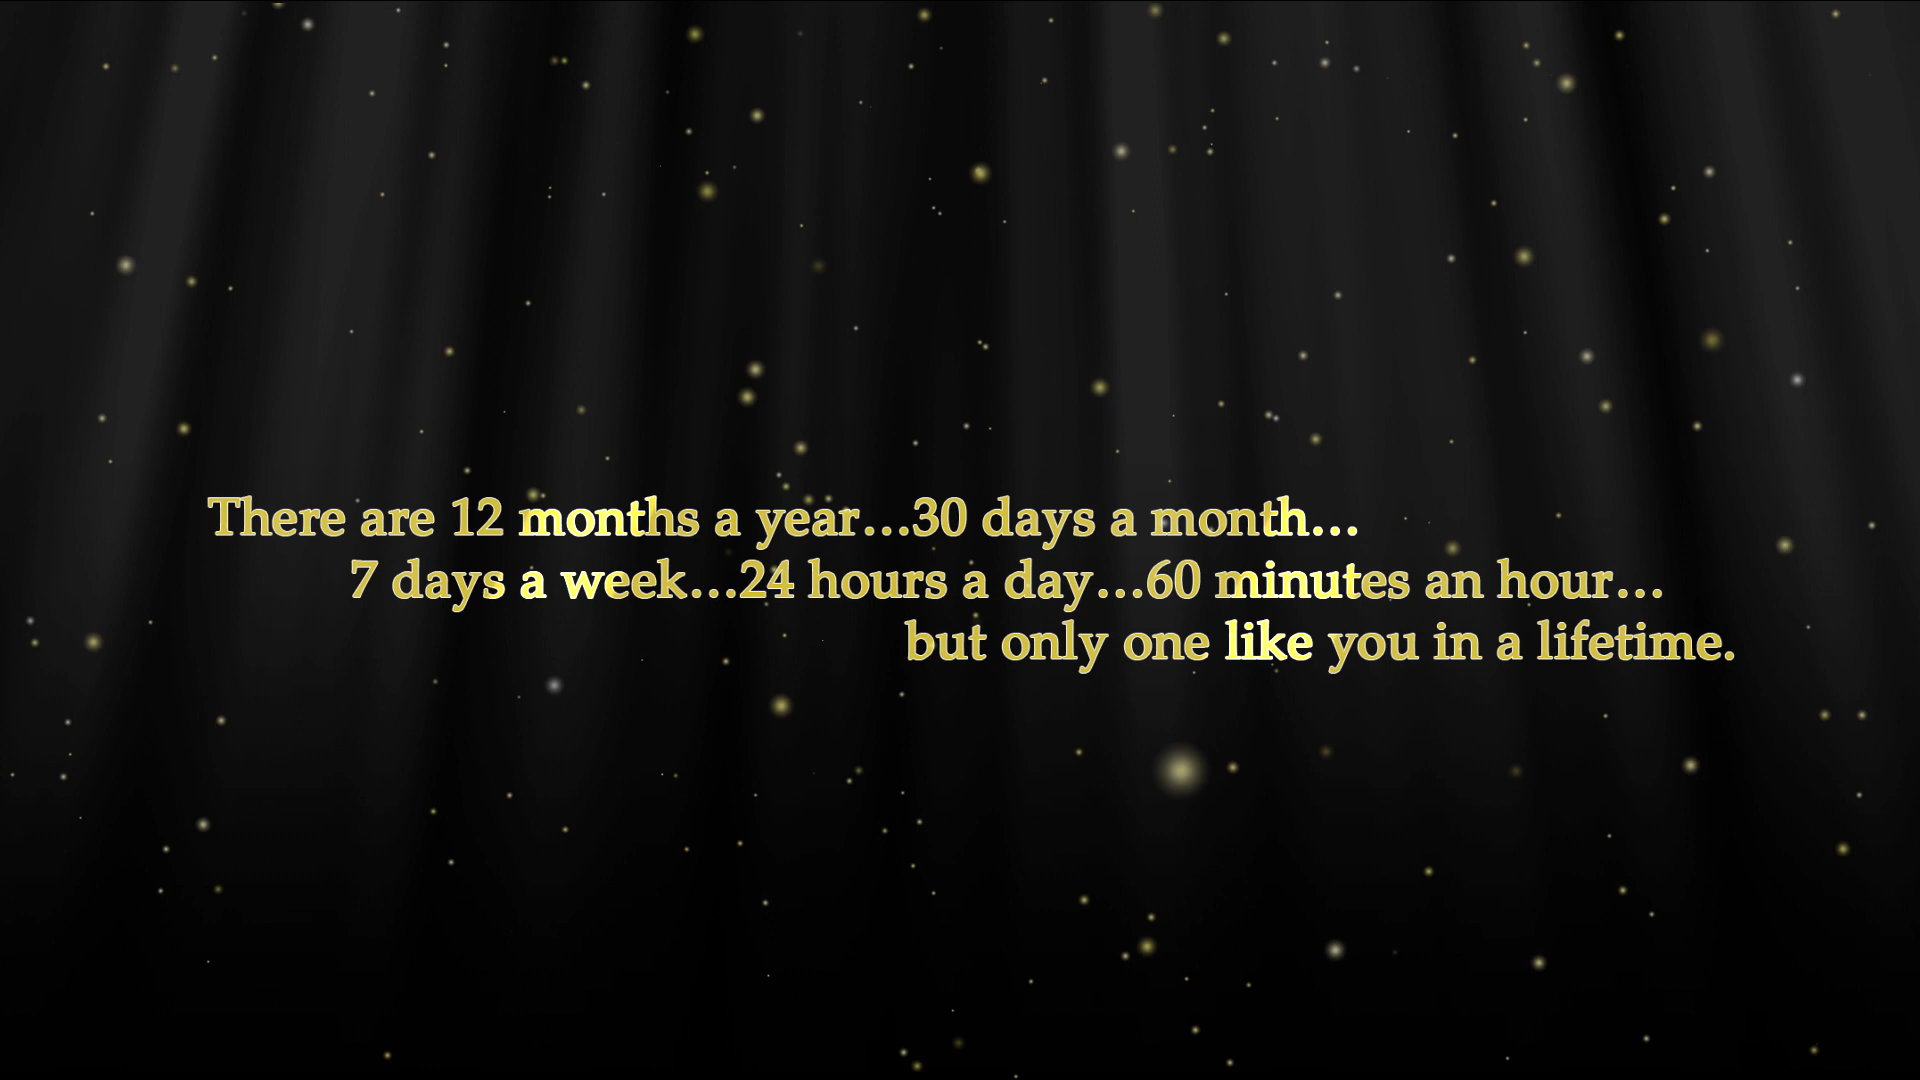 There are 12 months a year...30 days a month...
7 days a week...24 hours a day...60 minutes an hour...
but only one like you in a lifetime.